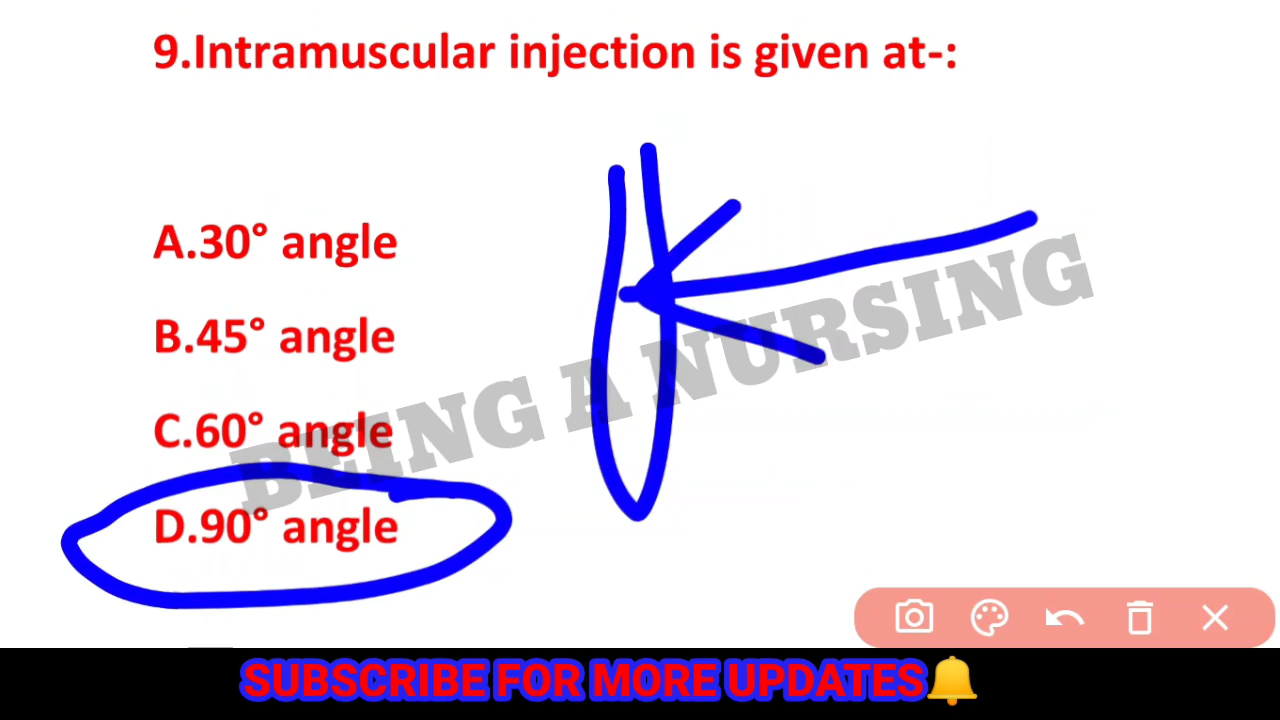 9.Intramuscular injection is given at-:
A.30° angle
B.45° angle
C.60° angle
D.90° angle
BEING A NURSING
SUBSCRIBE FOR MORE UPDATES🔔